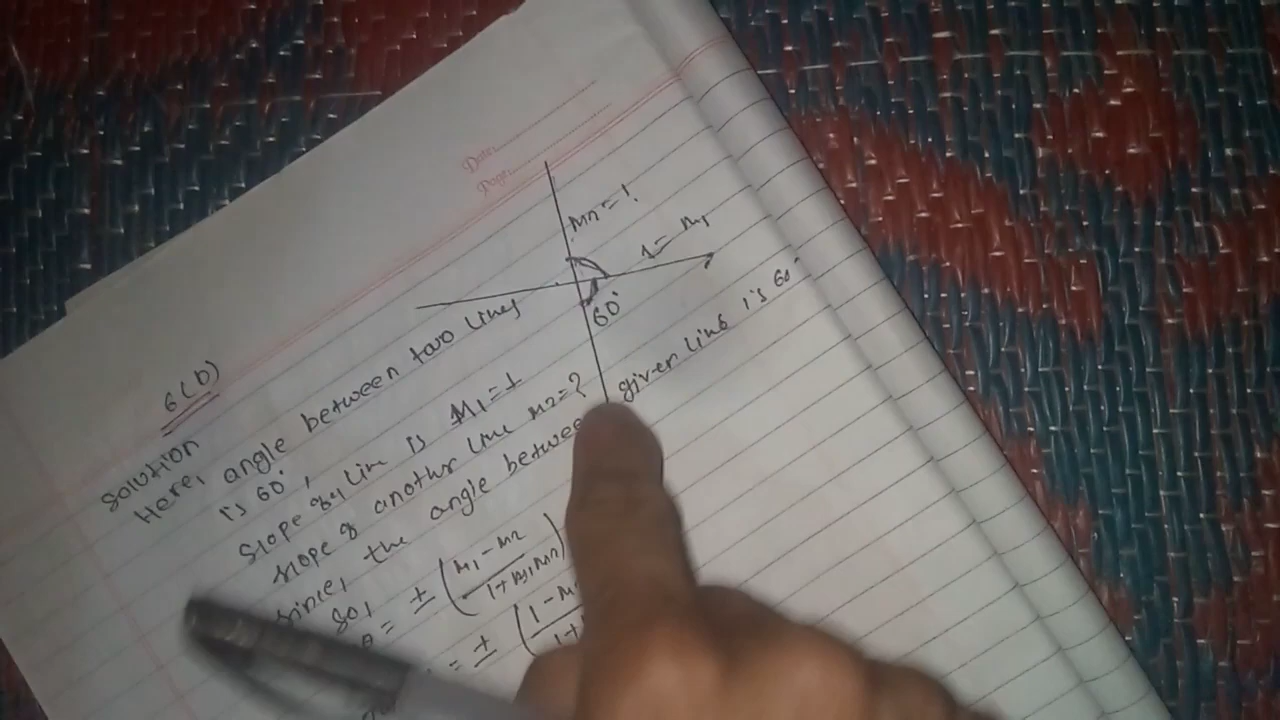 Date:
Page:
m2 = ?
1 = m1
60°
6(b)
Solution
Here, angle between two lines
is 60°,
slope of line is M1 = 1
slope of another line m2 = ?
since, the angle between given line is 60°
so,
θ = ± (m1 - m2 / 1 + m1m2)
= ± (1 - m
1 +